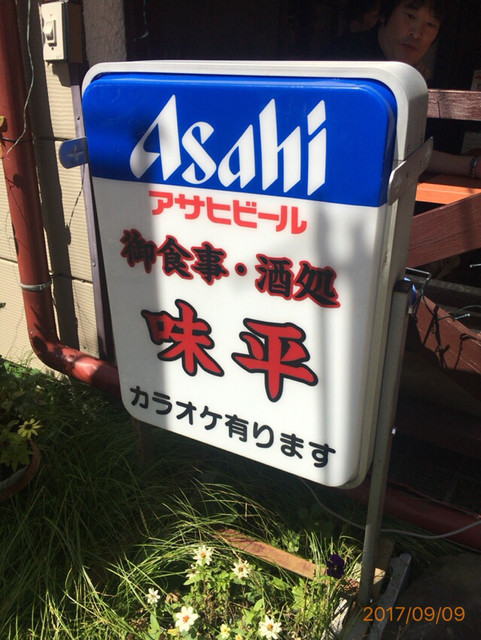 Asahi
アサヒビール
御食事・酒処
味平
カラオケ有ります
2017/09/09